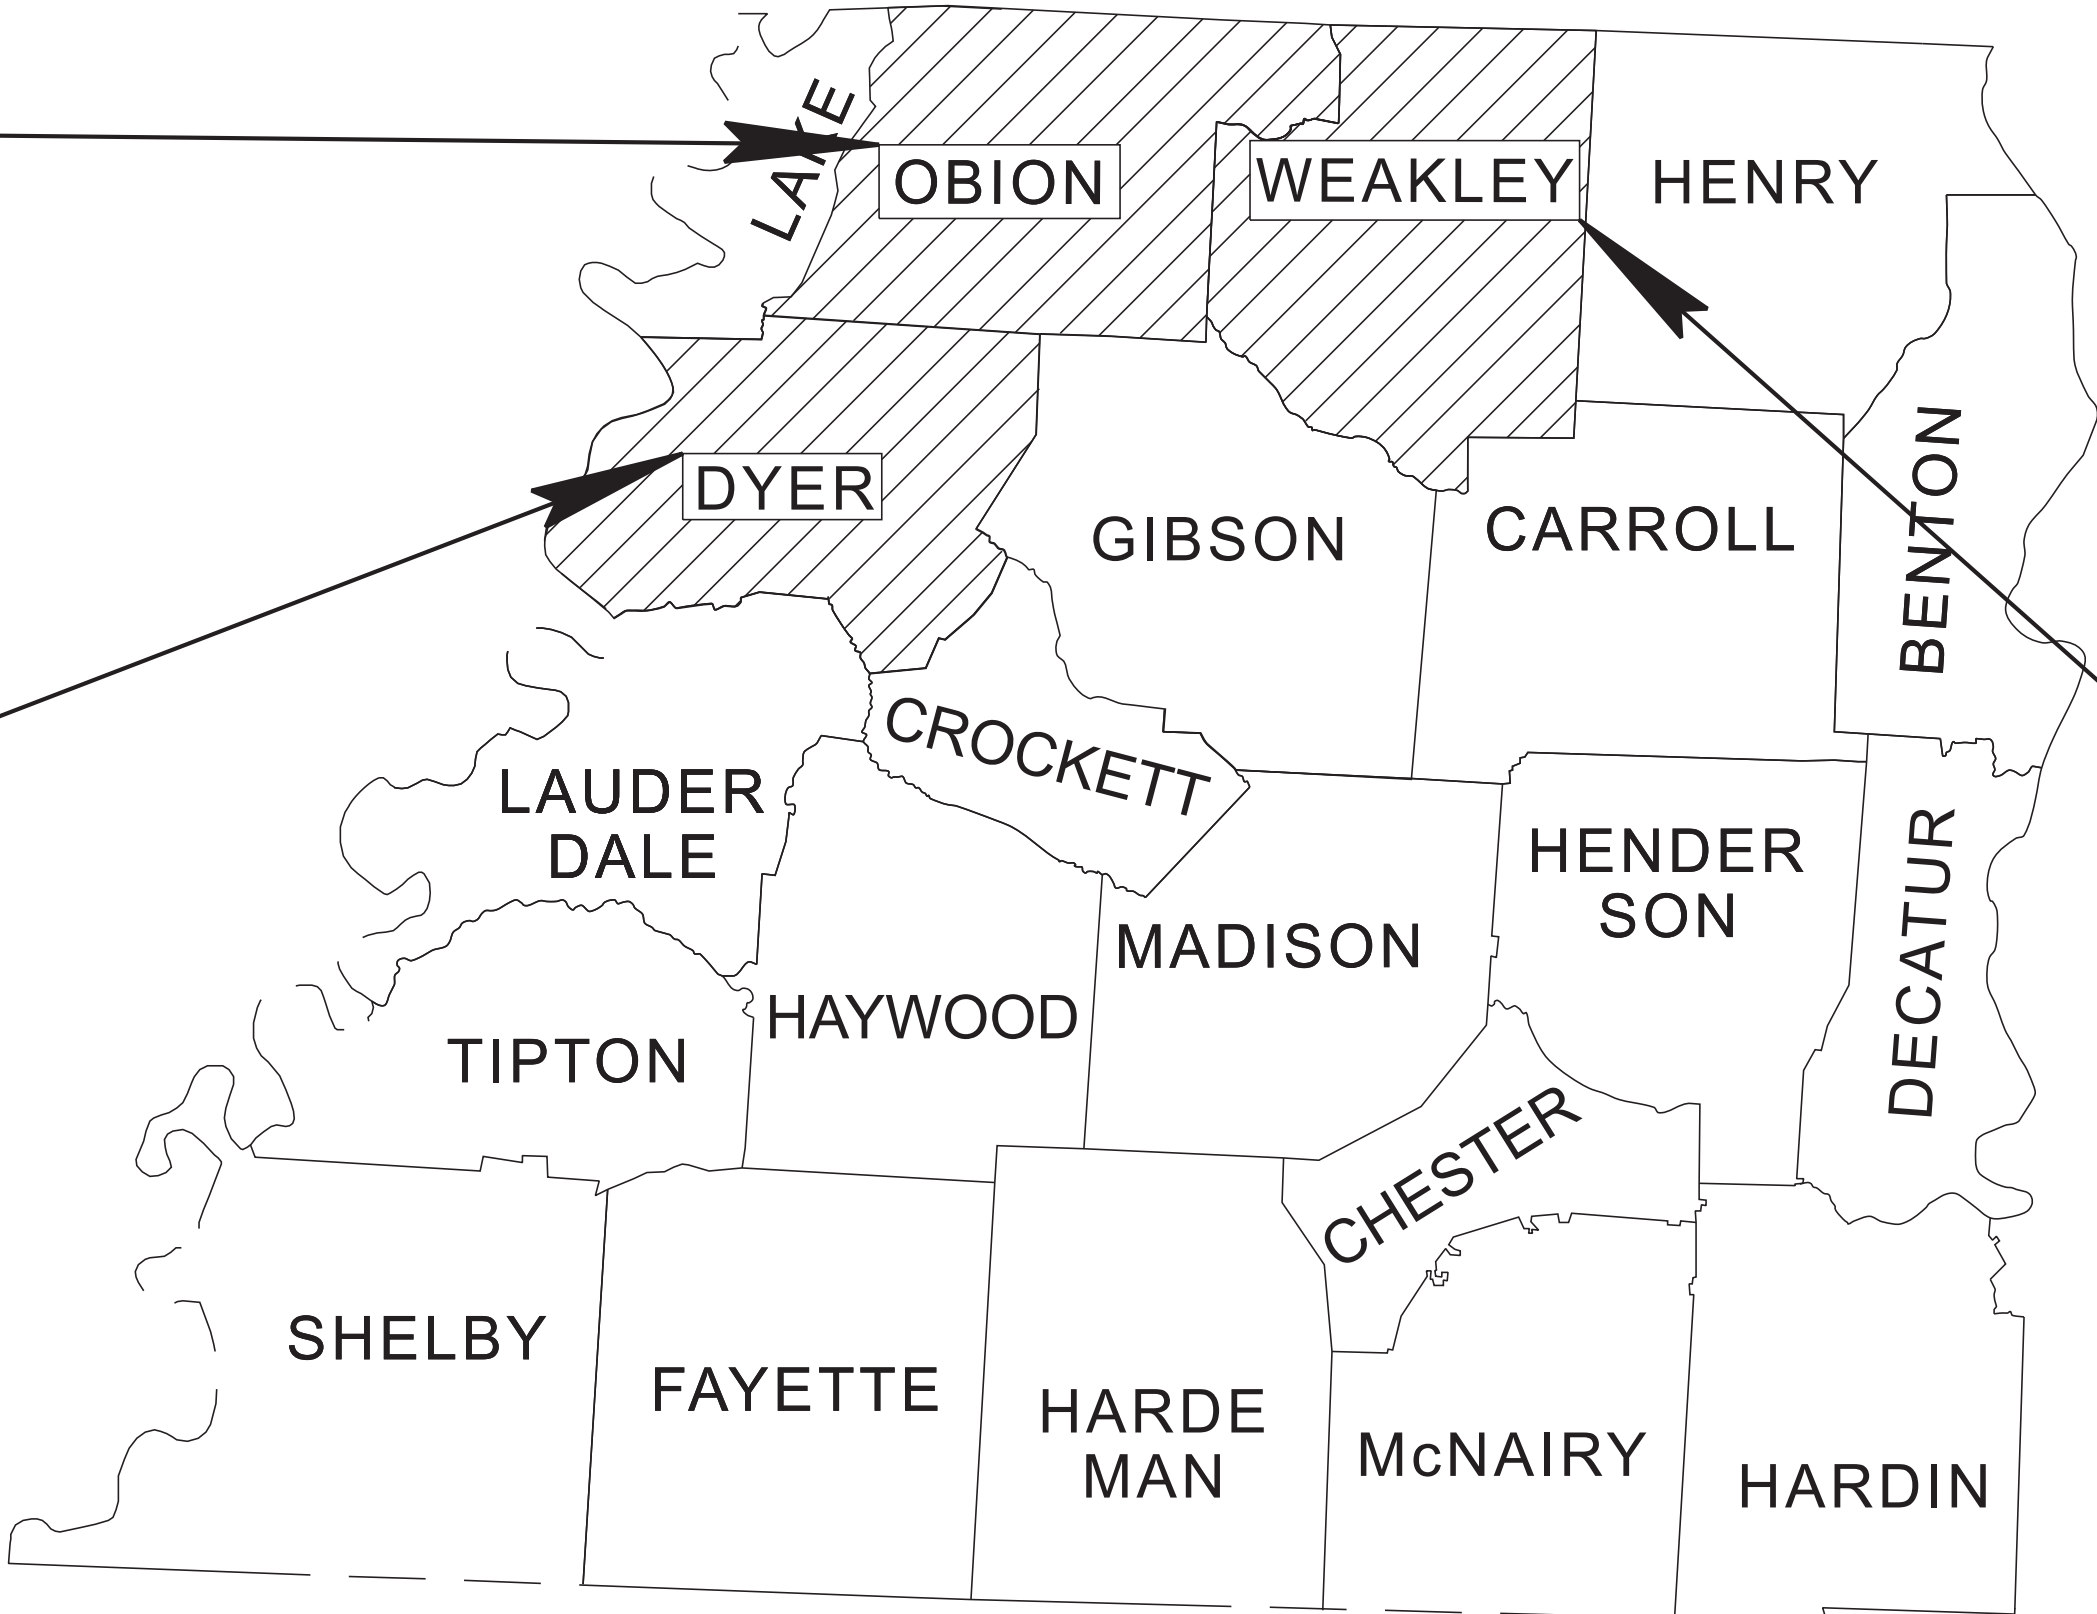 LAKE
OBION
WEAKLEY
HENRY
DYER
GIBSON
CARROLL
BENTON
CROCKETT
LAUDER
DALE
HENDER
SON
MADISON
DECATUR
HAYWOOD
TIPTON
CHESTER
SHELBY
FAYETTE
HARDE
MAN
McNAIRY
HARDIN